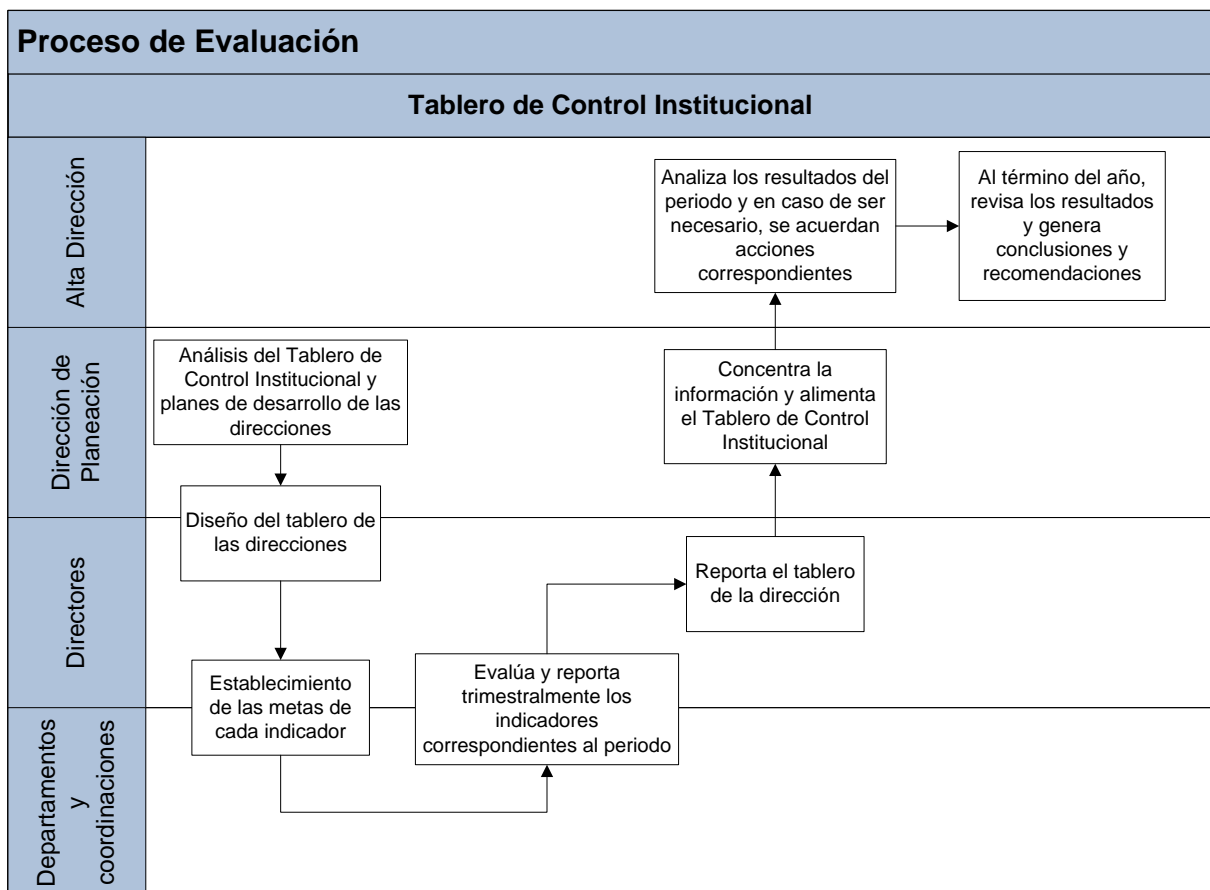 Proceso de Evaluación
Tablero de Control Institucional
Alta Dirección
Analiza los resultados del
periodo y en caso de ser
necesario, se acuerdan
acciones
correspondientes
Al término del año,
revisa los resultados
y genera
conclusiones y
recomendaciones
Dirección de
Planeación
Análisis del Tablero de
Control Institucional y
planes de desarrollo de las
direcciones
Concentra la
información y alimenta
el Tablero de Control
Institucional
Diseño del tablero de
las direcciones
Directores
Reporta el tablero
de la dirección
Establecimiento
de las metas de
cada indicador
Evalúa y reporta
trimestralmente los
indicadores
correspondientes al periodo
Departamentos
y
coordinaciones